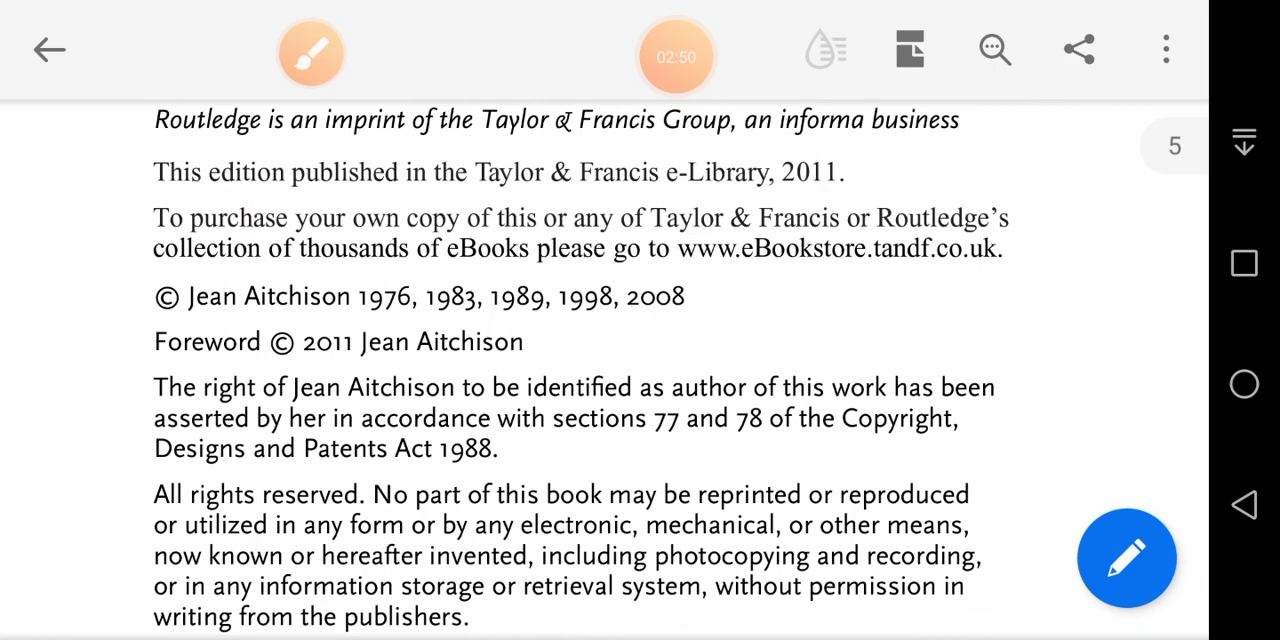 02:50
Routledge is an imprint of the Taylor & Francis Group, an informa business
5
This edition published in the Taylor & Francis e-Library, 2011.
To purchase your own copy of this or any of Taylor & Francis or Routledge’s
collection of thousands of eBooks please go to www.eBookstore.tandf.co.uk.
© Jean Aitchison 1976, 1983, 1989, 1998, 2008
Foreword © 2011 Jean Aitchison
The right of Jean Aitchison to be identified as author of this work has been
asserted by her in accordance with sections 77 and 78 of the Copyright,
Designs and Patents Act 1988.
All rights reserved. No part of this book may be reprinted or reproduced
or utilized in any form or by any electronic, mechanical, or other means,
now known or hereafter invented, including photocopying and recording,
or in any information storage or retrieval system, without permission in
writing from the publishers.